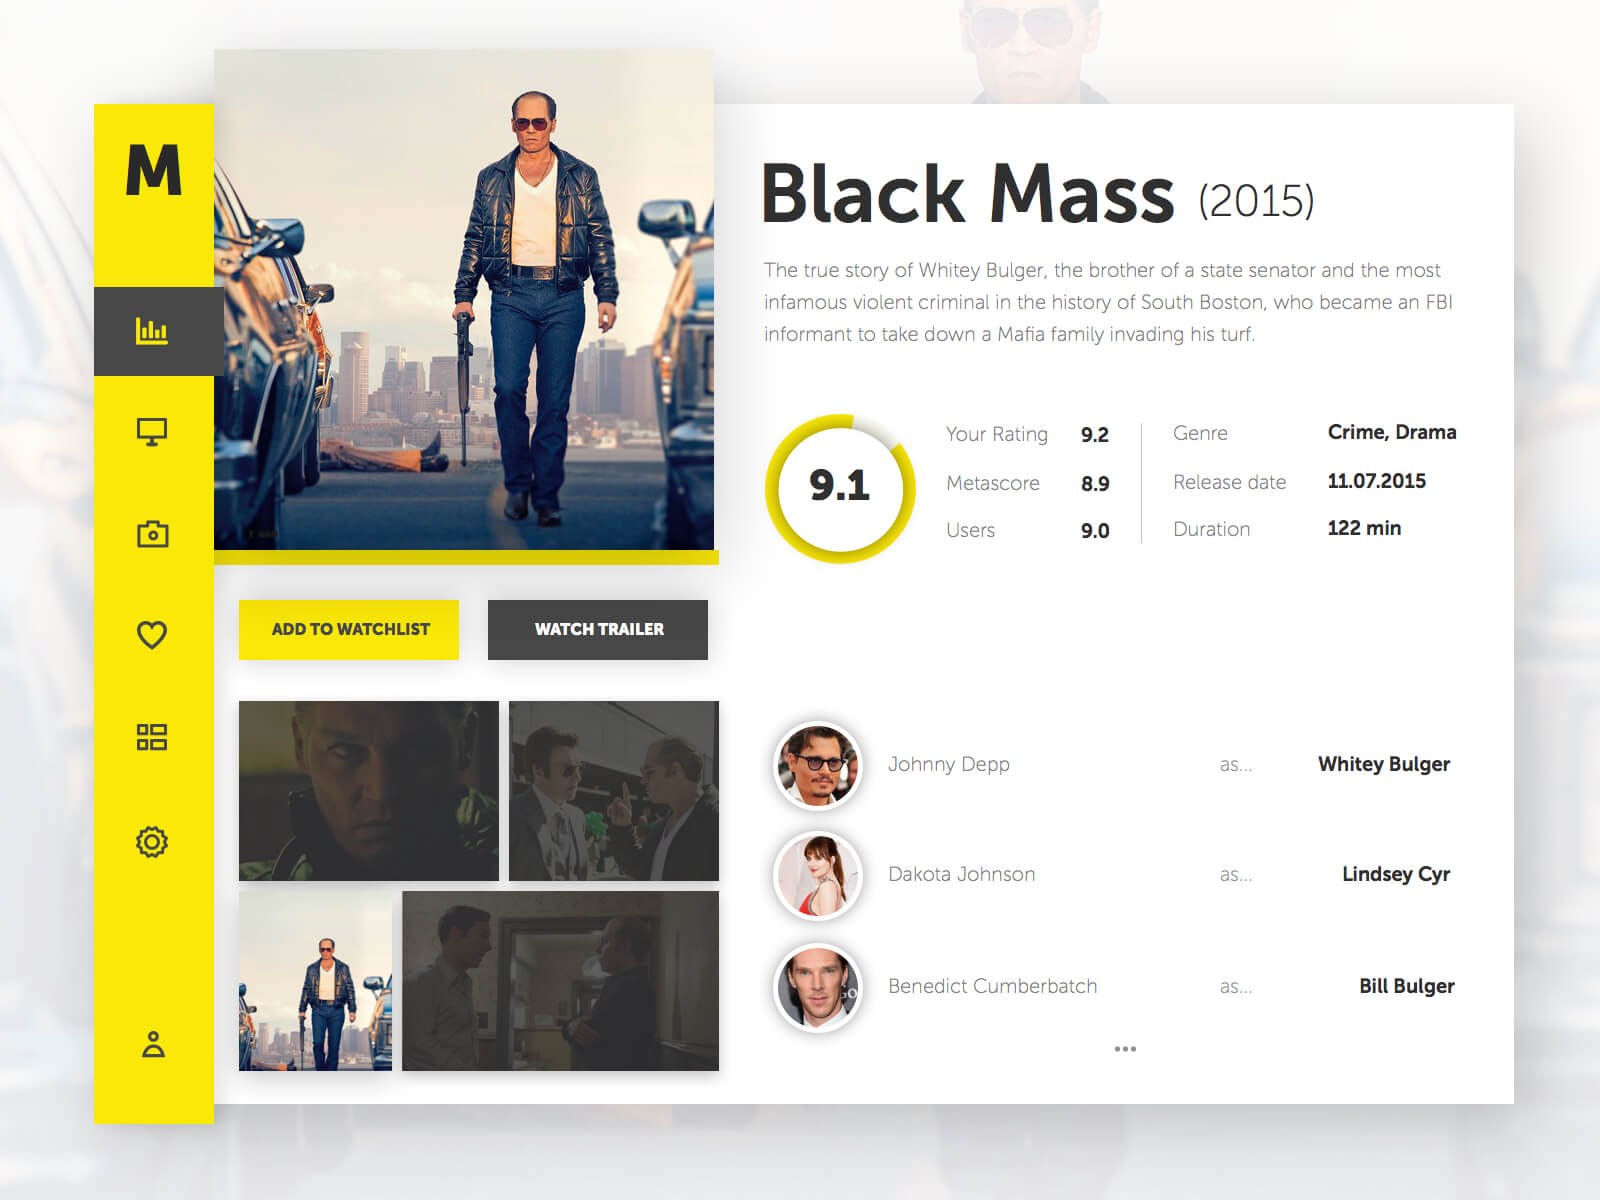 M
Black Mass (2015)
The true story of Whitey Bulger, the brother of a state senator and the most
infamous violent criminal in the history of South Boston, who became an FBI
informant to take down a Mafia family invading his turf.
9.1
Your Rating 9.2
Metascore 8.9
Users 9.0
Genre Crime, Drama
Release date 11.07.2015
Duration 122 min
ADD TO WATCHLIST
WATCH TRAILER
Johnny Depp as... Whitey Bulger
Dakota Johnson as... Lindsey Cyr
Benedict Cumberbatch as... Bill Bulger